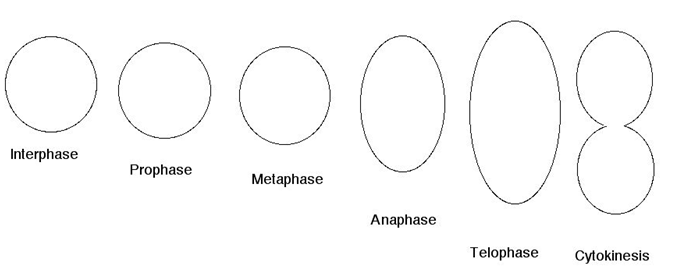 Interphase
Prophase
Metaphase
Anaphase
Telophase
Cytokinesis